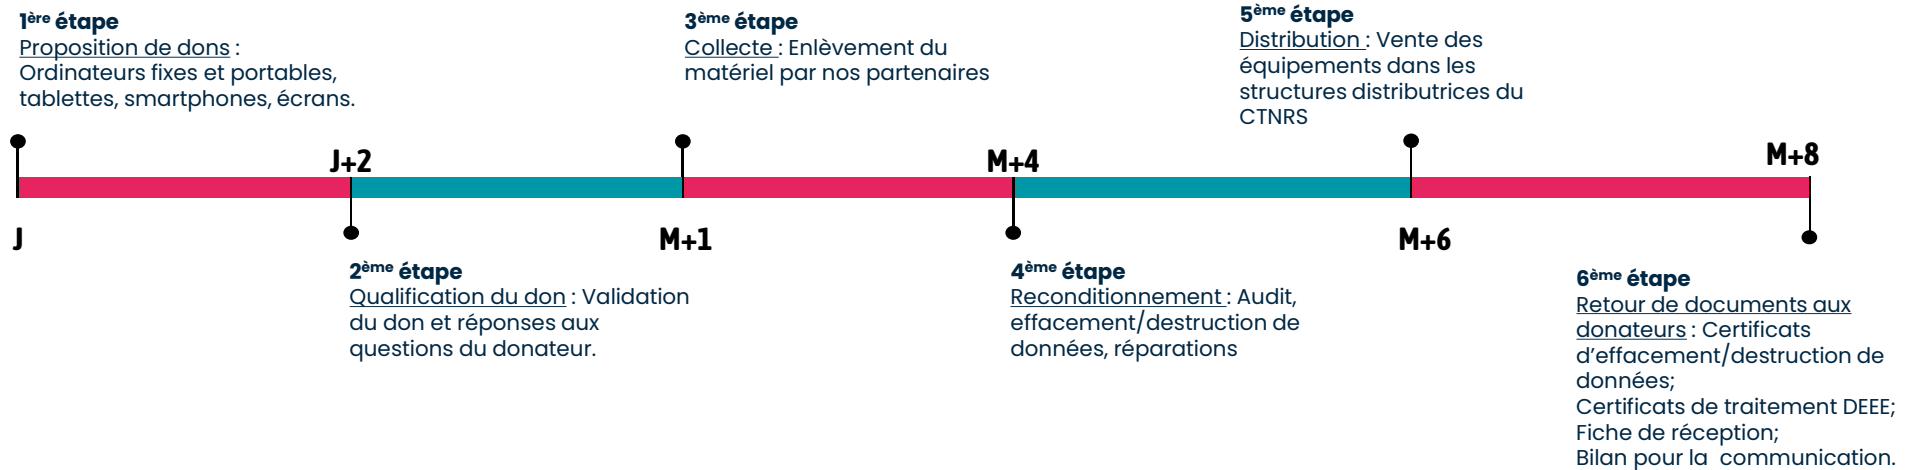 1ère étape
Proposition de dons :
Ordinateurs fixes et portables,
tablettes, smartphones, écrans.
3ème étape
Collecte : Enlèvement du
matériel par nos partenaires
5ème étape
Distribution : Vente des
équipements dans les
structures distributrices du
CTNRS
J+2
M+4
M+8
J
M+1
M+6
2ème étape
Qualification du don : Validation
du don et réponses aux
questions du donateur.
4ème étape
Reconditionnement : Audit,
effacement/destruction de
données, réparations
6ème étape
Retour de documents aux
donateurs : Certificats
d’effacement/destruction de
données;
Certificats de traitement DEEE;
Fiche de réception;
Bilan pour la  communication.